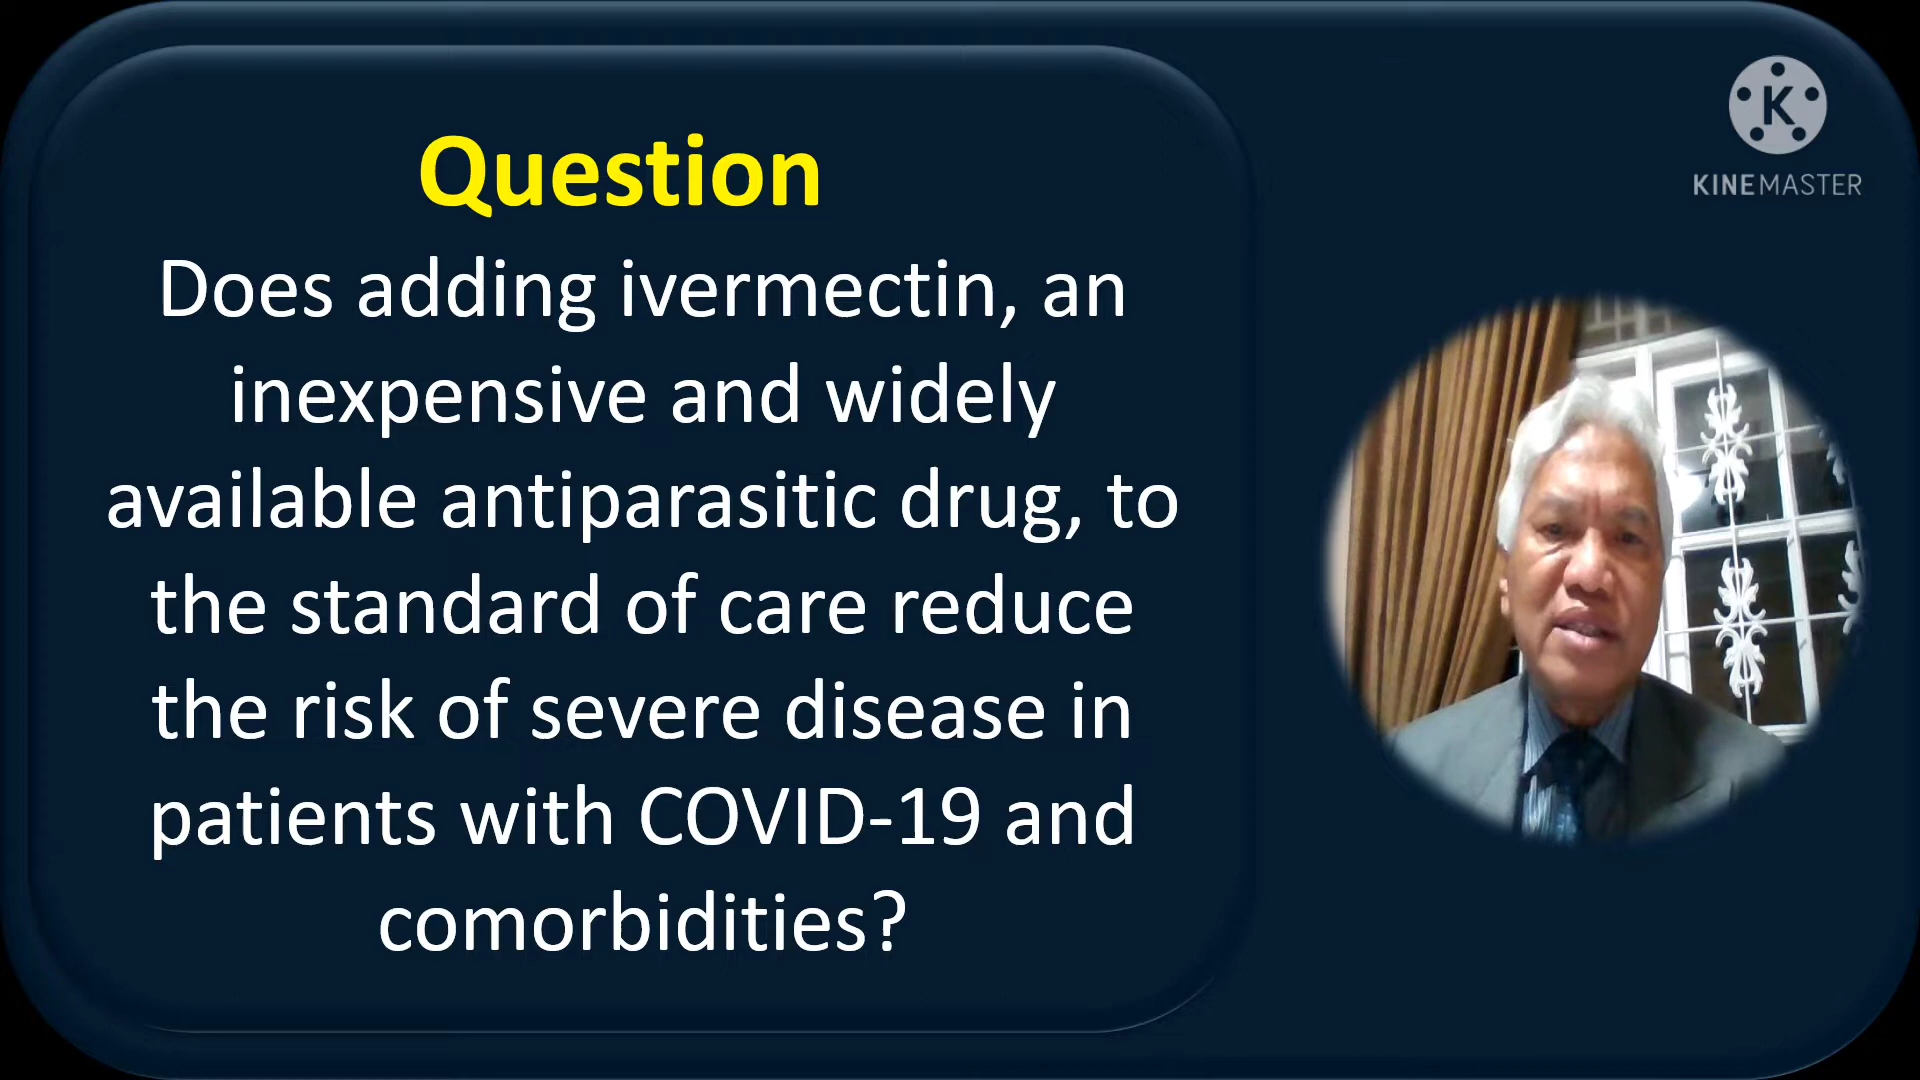 Question
Does adding ivermectin, an
inexpensive and widely
available antiparasitic drug, to
the standard of care reduce
the risk of severe disease in
patients with COVID-19 and
comorbidities?
K
KINEMASTER